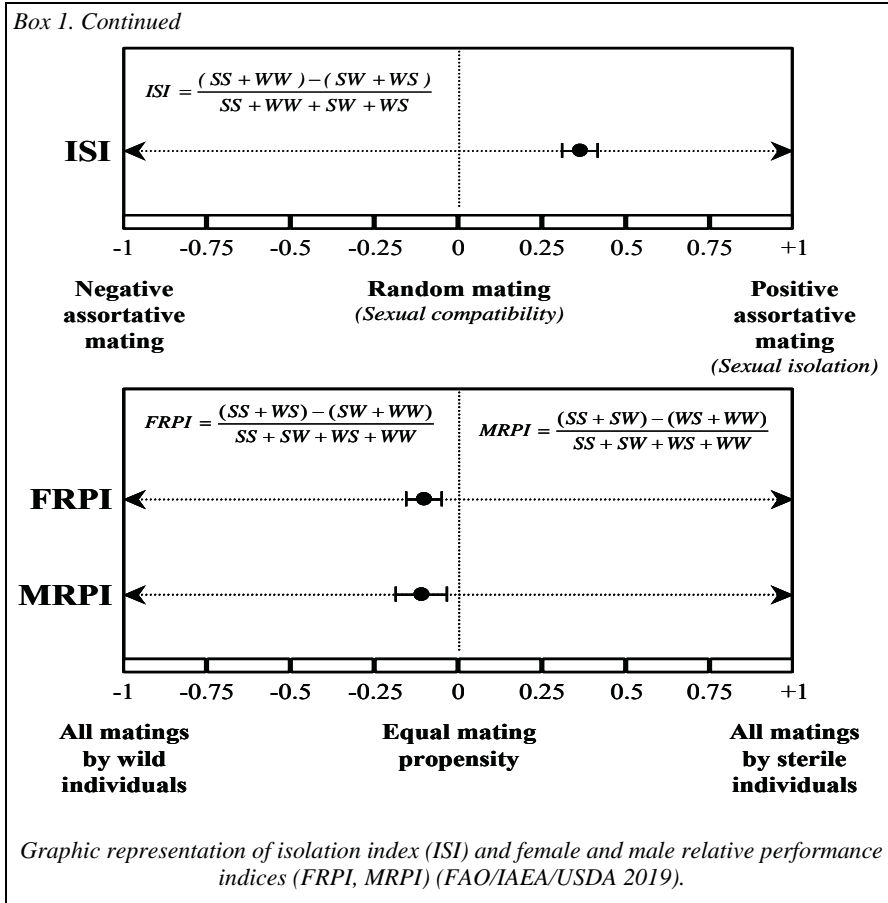 Box 1. Continued
ISI = (SS + WW) − (SW + WS) / SS + WW + SW + WS
ISI
-1 -0.75 -0.5 -0.25 0 0.25 0.5 0.75 +1
Negative assortative mating
Random mating
(Sexual compatibility)
Positive assortative mating
(Sexual isolation)
FRPI = (SS + WS) − (SW + WW) / SS + SW + WS + WW
MRPI = (SS + SW) − (WS + WW) / SS + SW + WS + WW
FRPI
MRPI
-1 -0.75 -0.5 -0.25 0 0.25 0.5 0.75 +1
All matings by wild individuals
Equal mating propensity
All matings by sterile individuals
Graphic representation of isolation index (ISI) and female and male relative performance
indices (FRPI, MRPI) (FAO/IAEA/USDA 2019).